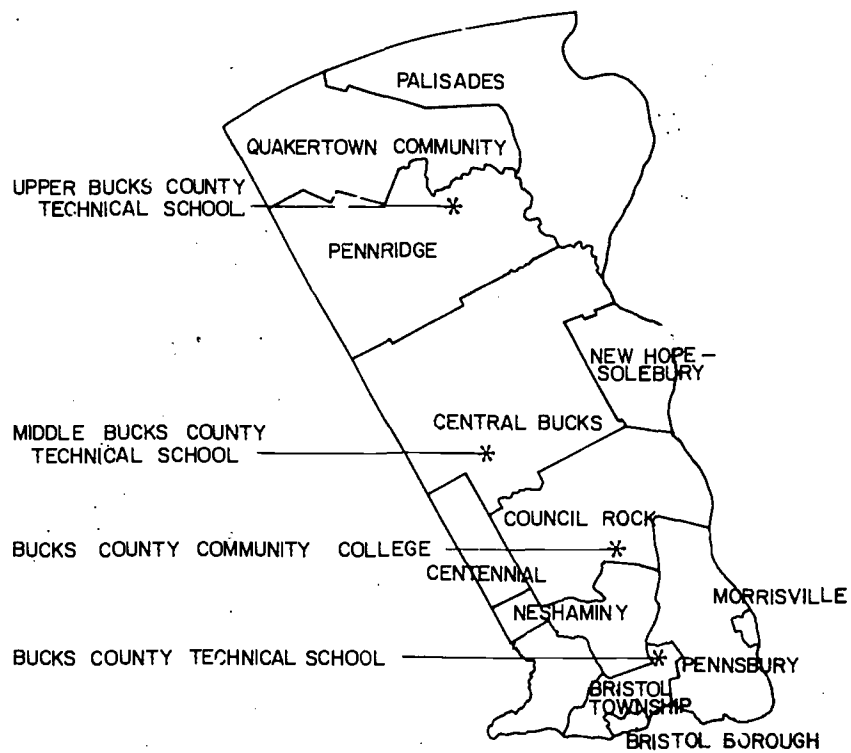 PALISADES
QUAKERTOWN COMMUNITY
UPPER BUCKS COUNTY
TECHNICAL SCHOOL
PENNRIDGE
NEW HOPE –
SOLEBURY
CENTRAL BUCKS
MIDDLE BUCKS COUNTY
TECHNICAL SCHOOL
COUNCIL ROCK
BUCKS COUNTY COMMUNITY COLLEGE
CENTENNIAL
NESHAMINY
MORRISVILLE
BUCKS COUNTY TECHNICAL SCHOOL
PENNSBURY
BRISTOL
TOWNSHIP
BRISTOL BOROUGH